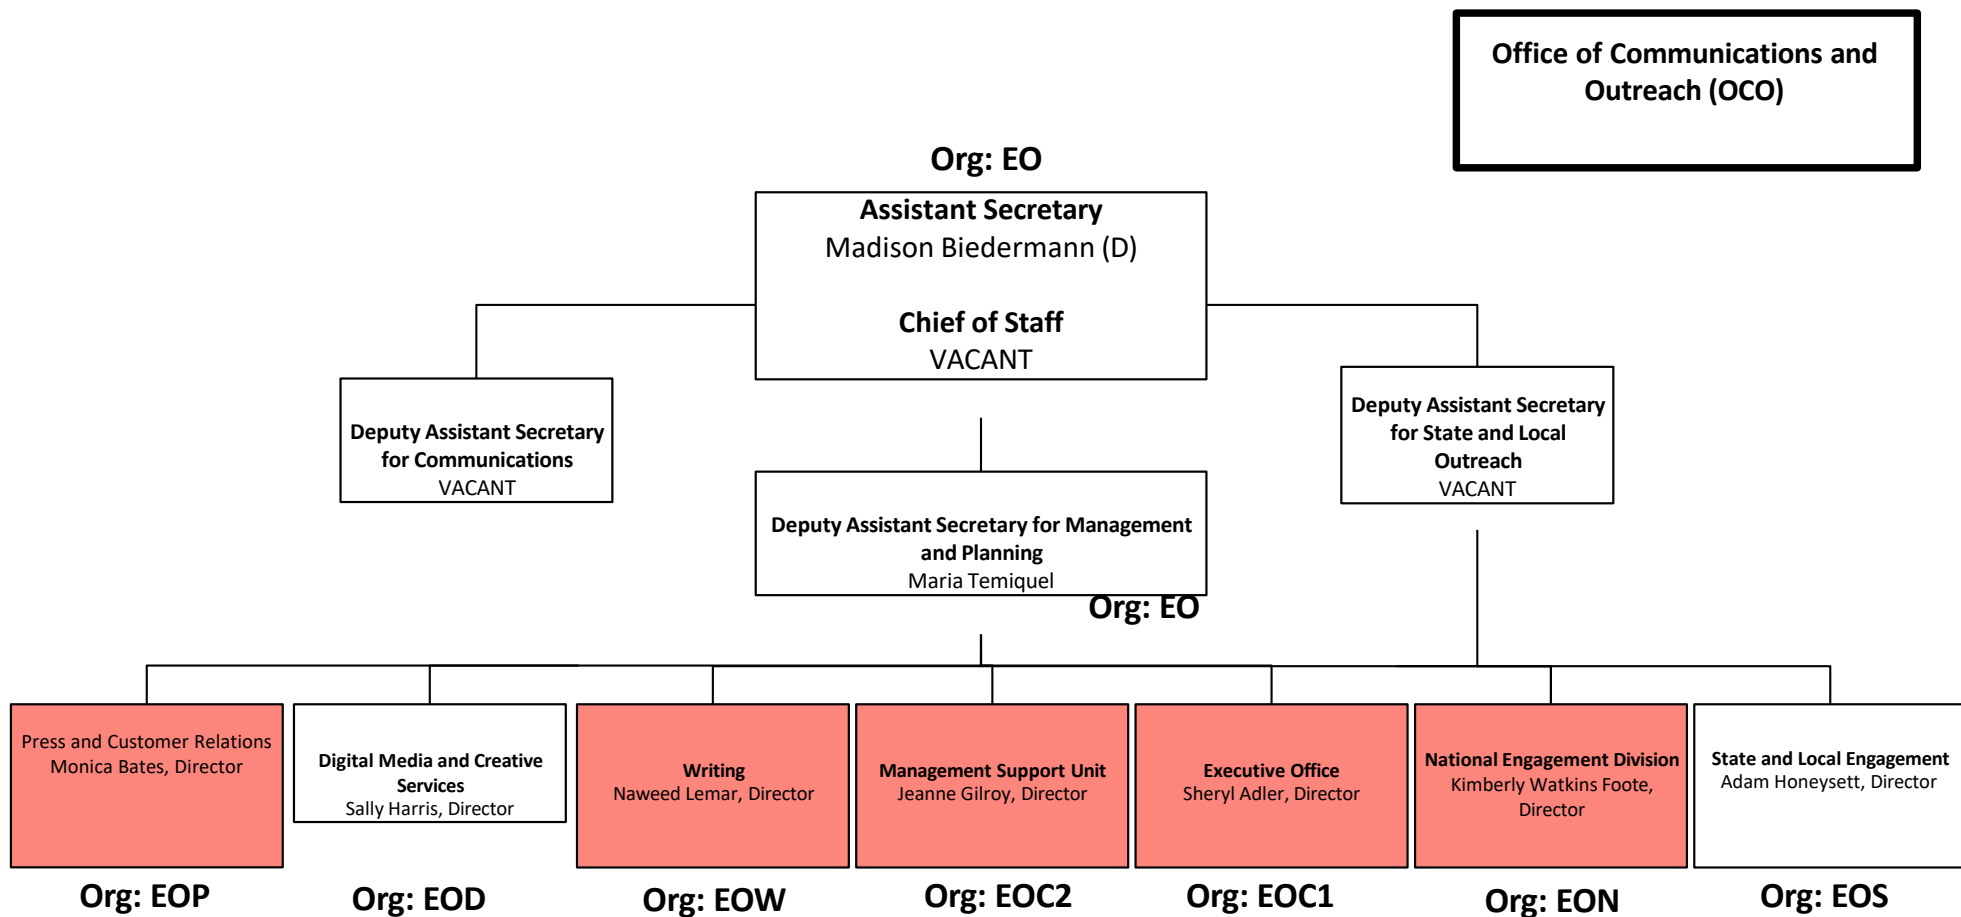 Office of Communications and
Outreach (OCO)
Org: EO
Assistant Secretary
Madison Biedermann (D)
Chief of Staff
VACANT
Deputy Assistant Secretary
for Communications
VACANT
Deputy Assistant Secretary for Management
and Planning
Maria Temiquel
Org: EO
Deputy Assistant Secretary
for State and Local
Outreach
VACANT
Press and Customer Relations
Monica Bates, Director
Org: EOP
Digital Media and Creative
Services
Sally Harris, Director
Org: EOD
Writing
Naweed Lemar, Director
Org: EOW
Management Support Unit
Jeanne Gilroy, Director
Org: EOC2
Executive Office
Sheryl Adler, Director
Org: EOC1
National Engagement Division
Kimberly Watkins Foote,
Director
Org: EON
State and Local Engagement
Adam Honeysett, Director
Org: EOS